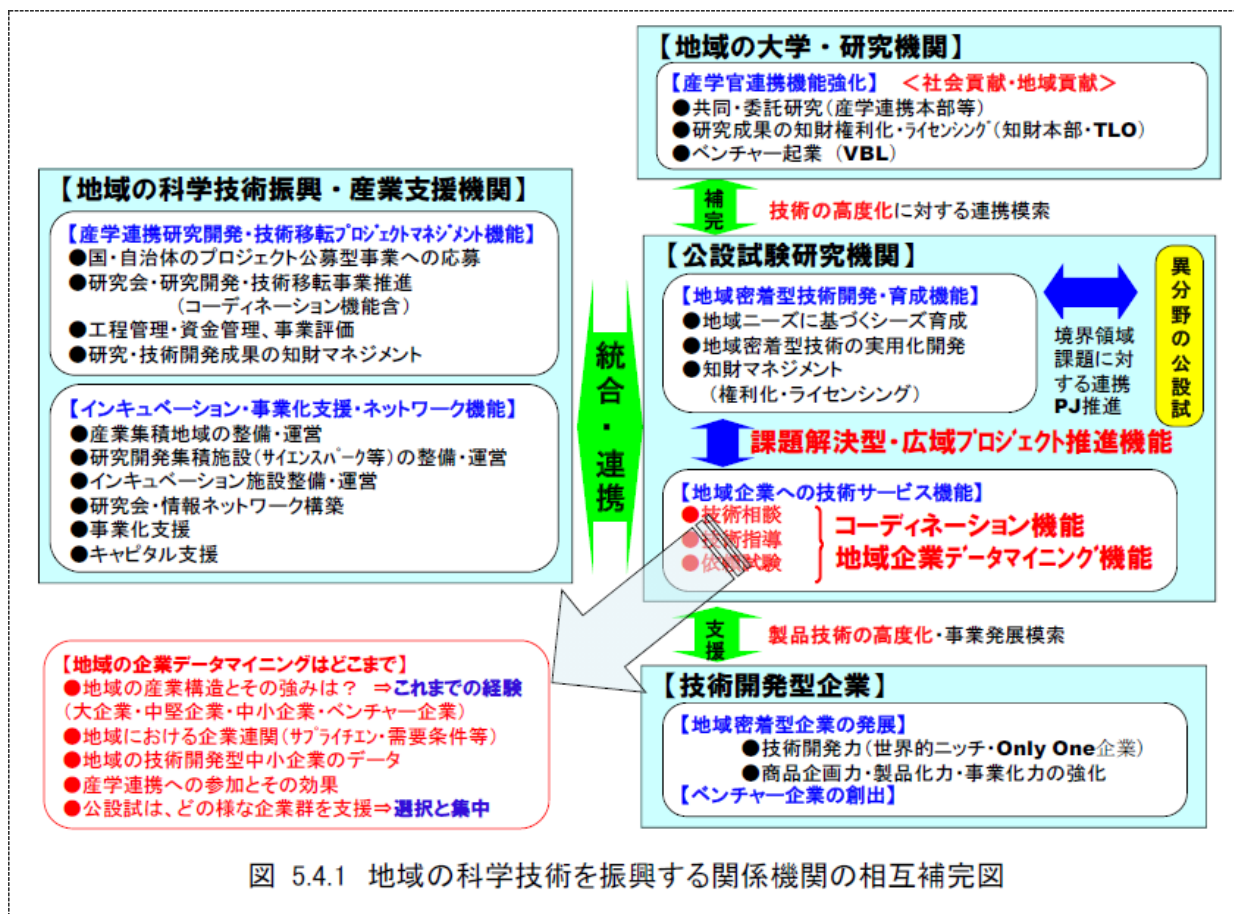 【地域の大学・研究機関】
【産学官連携機能強化】 <社会貢献・地域貢献>
●共同・委託研究(産学連携本部等)
●研究成果の知財権利化・ライセンシング(知財本部・TLO)
●ベンチャー起業 (VBL)
補完
技術の高度化に対する連携模索
【地域の科学技術振興・産業支援機関】
【産学連携研究開発・技術移転プロジェクトマネジメント機能】
●国・自治体のプロジェクト公募型事業への応募
●研究会・研究開発・技術移転事業推進
(コーディネーション機能含)
●工程管理・資金管理、事業評価
●研究・技術開発成果の知財マネジメント
【インキュベーション・事業化支援・ネットワーク機能】
●産業集積地域の整備・運営
●研究開発集積施設(サイエンスパーク等)の整備・運営
●インキュベーション施設整備・運営
●研究会・情報ネットワーク構築
●事業化支援
●キャピタル支援
統合・連携
【公設試験研究機関】
【地域密着型技術開発・育成機能】
●地域ニーズに基づくシーズ育成
●地域密着型技術の実用化開発
●知財マネジメント
(権利化・ライセンシング)
境界領域
課題に対
する連携
PJ推進
異分野の公設試
課題解決型・広域プロジェクト推進機能
【地域企業への技術サービス機能】
●技術相談
●技術指導
●依頼試験
コーディネーション機能
地域企業データマイニング機能
支援
製品技術の高度化・事業発展模索
【地域の企業データマイニングはどこまで】
●地域の産業構造とその強みは? ⇒これまでの経験
(大企業・中堅企業・中小企業・ベンチャー企業)
●地域における企業連関(サプライチエン・需要条件等)
●地域の技術開発型中小企業のデータ
●産学連携への参加とその効果
●公設試は、どの様な企業群を支援⇒選択と集中
【技術開発型企業】
【地域密着型企業の発展】
●技術開発力(世界的ニッチ・Only One企業)
●商品企画力・製品化力・事業化力の強化
【ベンチャー企業の創出】
図 5.4.1 地域の科学技術を振興する関係機関の相互補完図